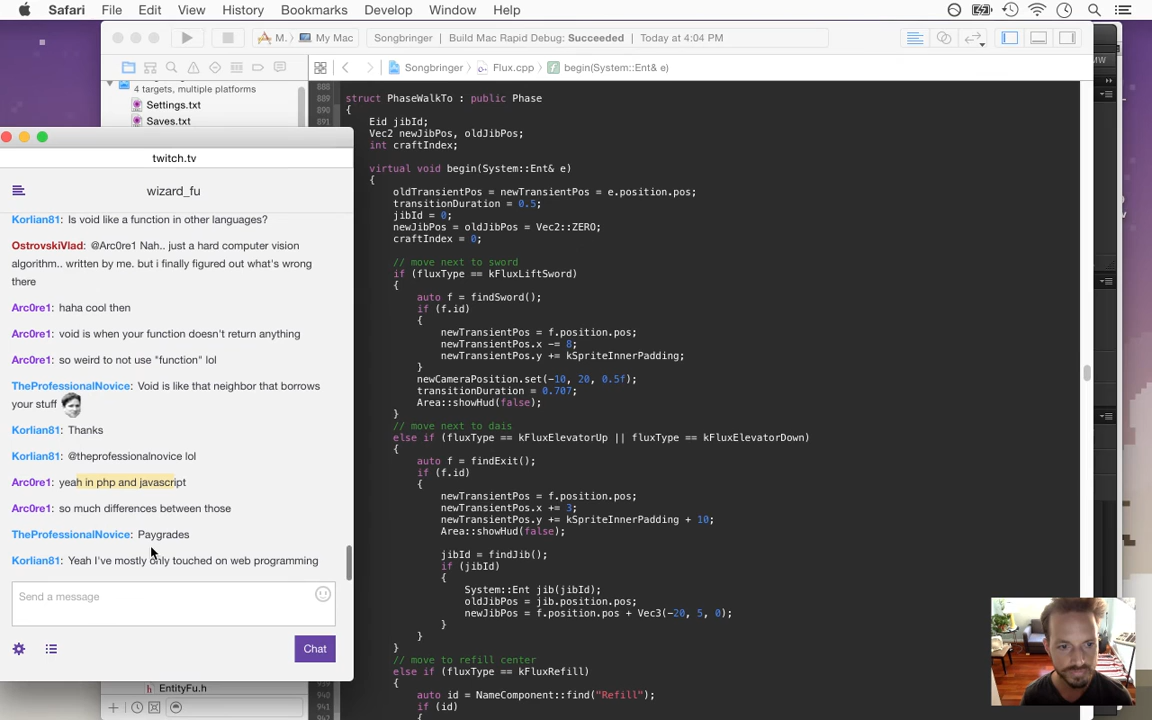 Safari File Edit View History Bookmarks Develop Window Help
M. My Mac Songbringer | Build Mac Rapid Debug: Succeeded | Today at 4:04 PM
Songbringer Flux.cpp begin(System::Ent& e)
4 targets, multiple platforms
Settings.txt
Saves.txt
twitch.tv
wizard_fu
Korlian81: Is void like a function in other languages?
OstrovskiVlad: @Arc0re1 Nah.. just a hard computer vision
algorithm.. written by me. but i finally figured out what's wrong
there
Arc0re1: haha cool then
Arc0re1: void is when your function doesn't return anything
Arc0re1: so weird to not use "function" lol
TheProfessionalNovice: Void is like that neighbor that borrows
your stuff
Korlian81: Thanks
Korlian81: @theprofessionalnovice lol
Arc0re1: yeah in php and javascript
Arc0re1: so much differences between those
TheProfessionalNovice: Paygrades
Korlian81: Yeah I've mostly only touched on web programming
Send a message
Chat
EntityFu.h
888
889 struct PhaseWalkTo : public Phase
890 {
891 Eid jibId;
Vec2 newJibPos, oldJibPos;
int craftIndex;
virtual void begin(System::Ent& e)
{
oldTransientPos = newTransientPos = e.position.pos;
transitionDuration = 0.5;
jibId = 0;
newJibPos = oldJibPos = Vec2::ZERO;
craftIndex = 0;
// move next to sword
if (fluxType == kFluxLiftSword)
{
auto f = findSword();
if (f.id)
{
newTransientPos = f.position.pos;
newTransientPos.x -= 8;
newTransientPos.y += kSpriteInnerPadding;
}
newCameraPosition.set(-10, 20, 0.5f);
transitionDuration = 0.707;
Area::showHud(false);
}
// move next to dais
else if (fluxType == kFluxElevatorUp || fluxType == kFluxElevatorDown)
{
auto f = findExit();
if (f.id)
{
newTransientPos = f.position.pos;
newTransientPos.x += 3;
newTransientPos.y += kSpriteInnerPadding + 10;
Area::showHud(false);
jibId = findJib();
if (jibId)
{
System::Ent jib(jibId);
oldJibPos = jib.position.pos;
newJibPos = f.position.pos + Vec3(-20, 5, 0);
}
}
}
// move to refill center
else if (fluxType == kFluxRefill)
{
940 auto id = NameComponent::find("Refill");
941 if (id)
{